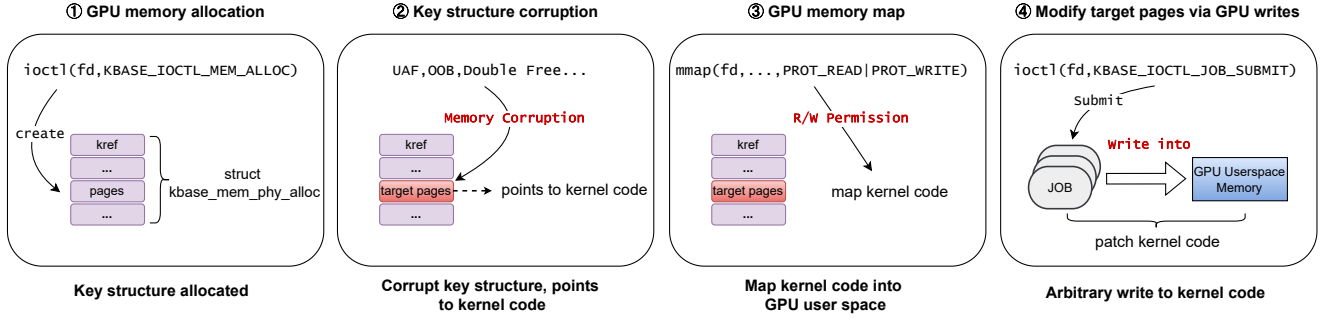 ① GPU memory allocation
ioctl(fd,KBASE_IOCTL_MEM_ALLOC)
create
kref
...
pages
...
struct
kbase_mem_phy_alloc
Key structure allocated
② Key structure corruption
UAF,OOB,Double Free...
Memory Corruption
kref
...
target pages
...
points to kernel code
Corrupt key structure, points
to kernel code
③ GPU memory map
mmap(fd,...,PROT_READ|PROT_WRITE)
R/W Permission
kref
...
target pages
...
map kernel code
Map kernel code into
GPU user space
④ Modify target pages via GPU writes
ioctl(fd,KBASE_IOCTL_JOB_SUBMIT)
Submit
Write into
JOB
GPU Userspace
Memory
patch kernel code
Arbitrary write to kernel code